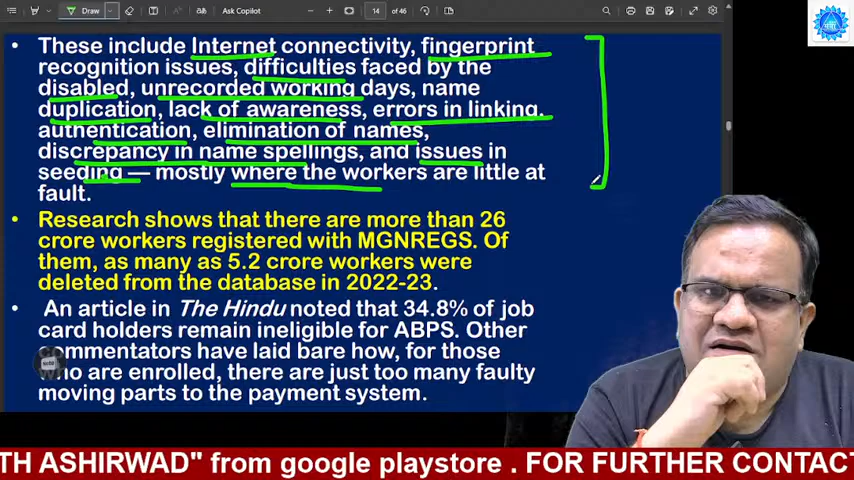 Draw
Ask Copilot
14
of 46
• These include Internet connectivity, fingerprint
recognition issues, difficulties faced by the
disabled, unrecorded working days, name
duplication, lack of awareness, errors in linking,
authentication, elimination of names,
discrepancy in name spellings, and issues in
seeding — mostly where the workers are little at
fault.
• Research shows that there are more than 26
crore workers registered with MGNREGS. Of
them, as many as 5.2 crore workers were
deleted from the database in 2022-23.
• An article in The Hindu noted that 34.8% of job
card holders remain ineligible for ABPS. Other
commentators have laid bare how, for those
who are enrolled, there are just too many faulty
moving parts to the payment system.
TH ASHIRWAD" from google playstore . FOR FURTHER CONTACT